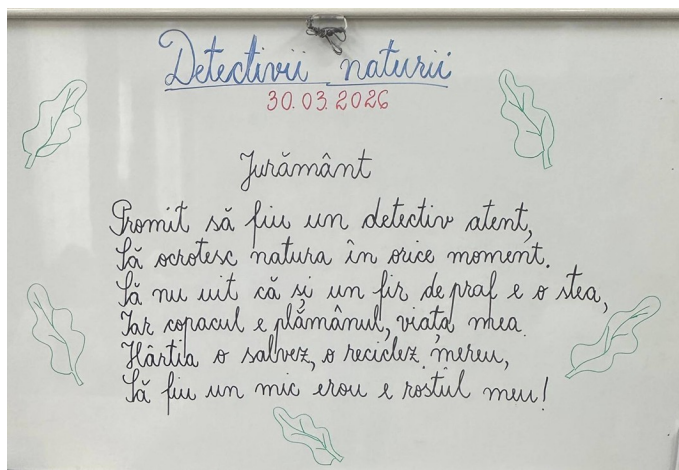 Detectivii naturii
30.03.2026
Jurământ
Promit să fiu un detectiv atent,
Să ocrotesc natura în orice moment.
Să nu uit că și un fir de praf e o stea,
Iar copacul e plămânul, viața mea.
Hârtia o salvez, o reciclez mereu,
Să fiu un mic erou e rostul meu!